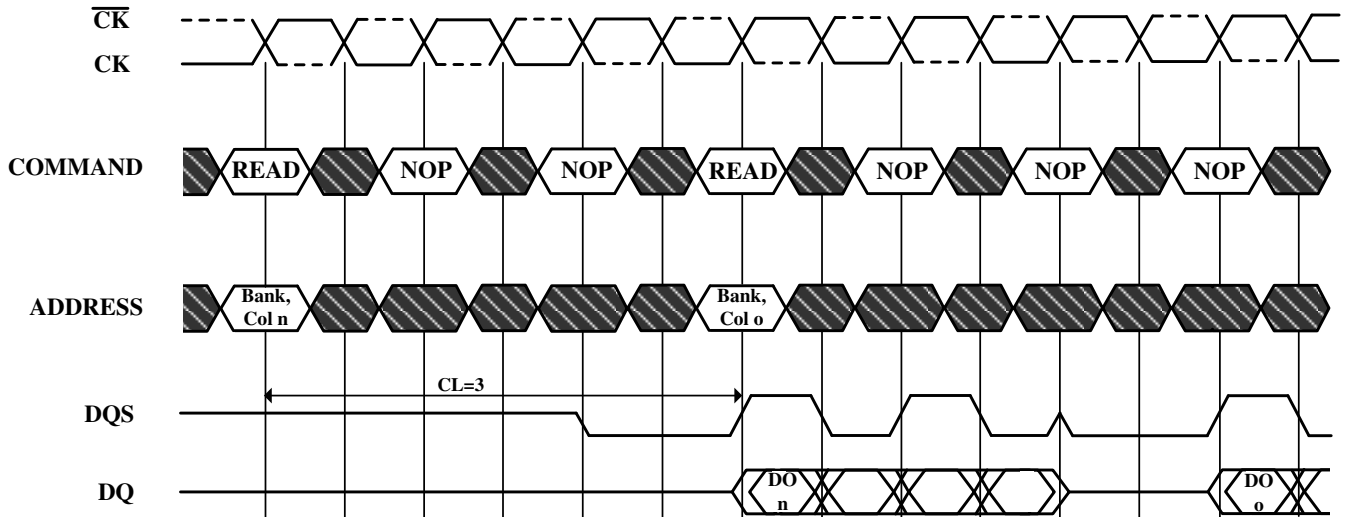 CK
CK
COMMAND READ NOP NOP READ NOP NOP NOP
ADDRESS Bank, Col n Bank, Col o
CL=3
DQS
DQ DO n DO o